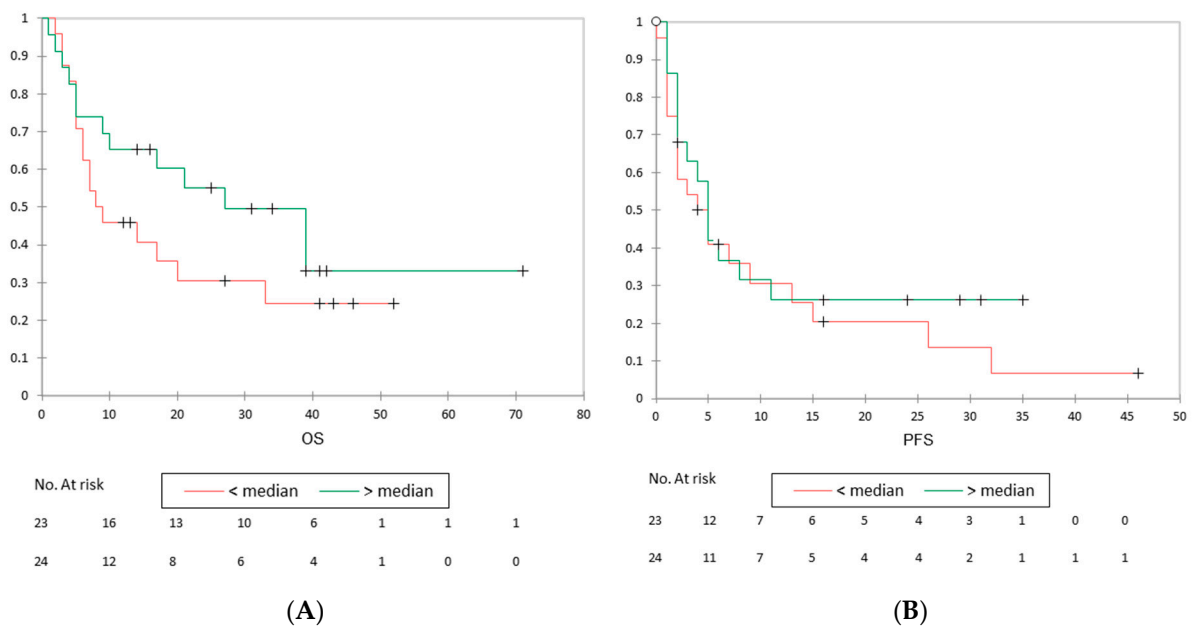 1
0.9
0.8
0.7
0.6
0.5
0.4
0.3
0.2
0.1
0
0 10 20 30 40 50 60 70 80
OS
No. At risk
< median > median
23 16 13 10 6 1 1 1
24 12 8 6 4 1 0 0
(A)
1
0.9
0.8
0.7
0.6
0.5
0.4
0.3
0.2
0.1
0
0 5 10 15 20 25 30 35 40 45 50
PFS
No. At risk
< median > median
23 12 7 6 5 4 3 1 0 0
24 11 7 5 4 4 2 1 1 1
(B)